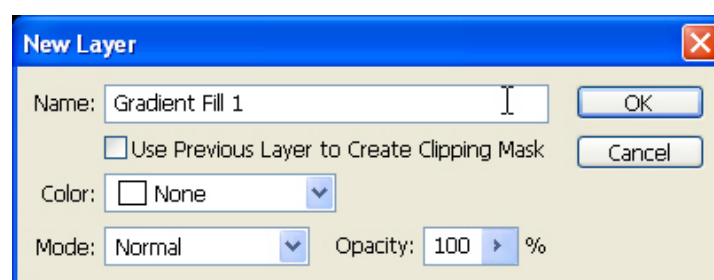 New Layer
Name: Gradient Fill 1 OK
Use Previous Layer to Create Clipping Mask Cancel
Color: None
Mode: Normal Opacity: 100 %